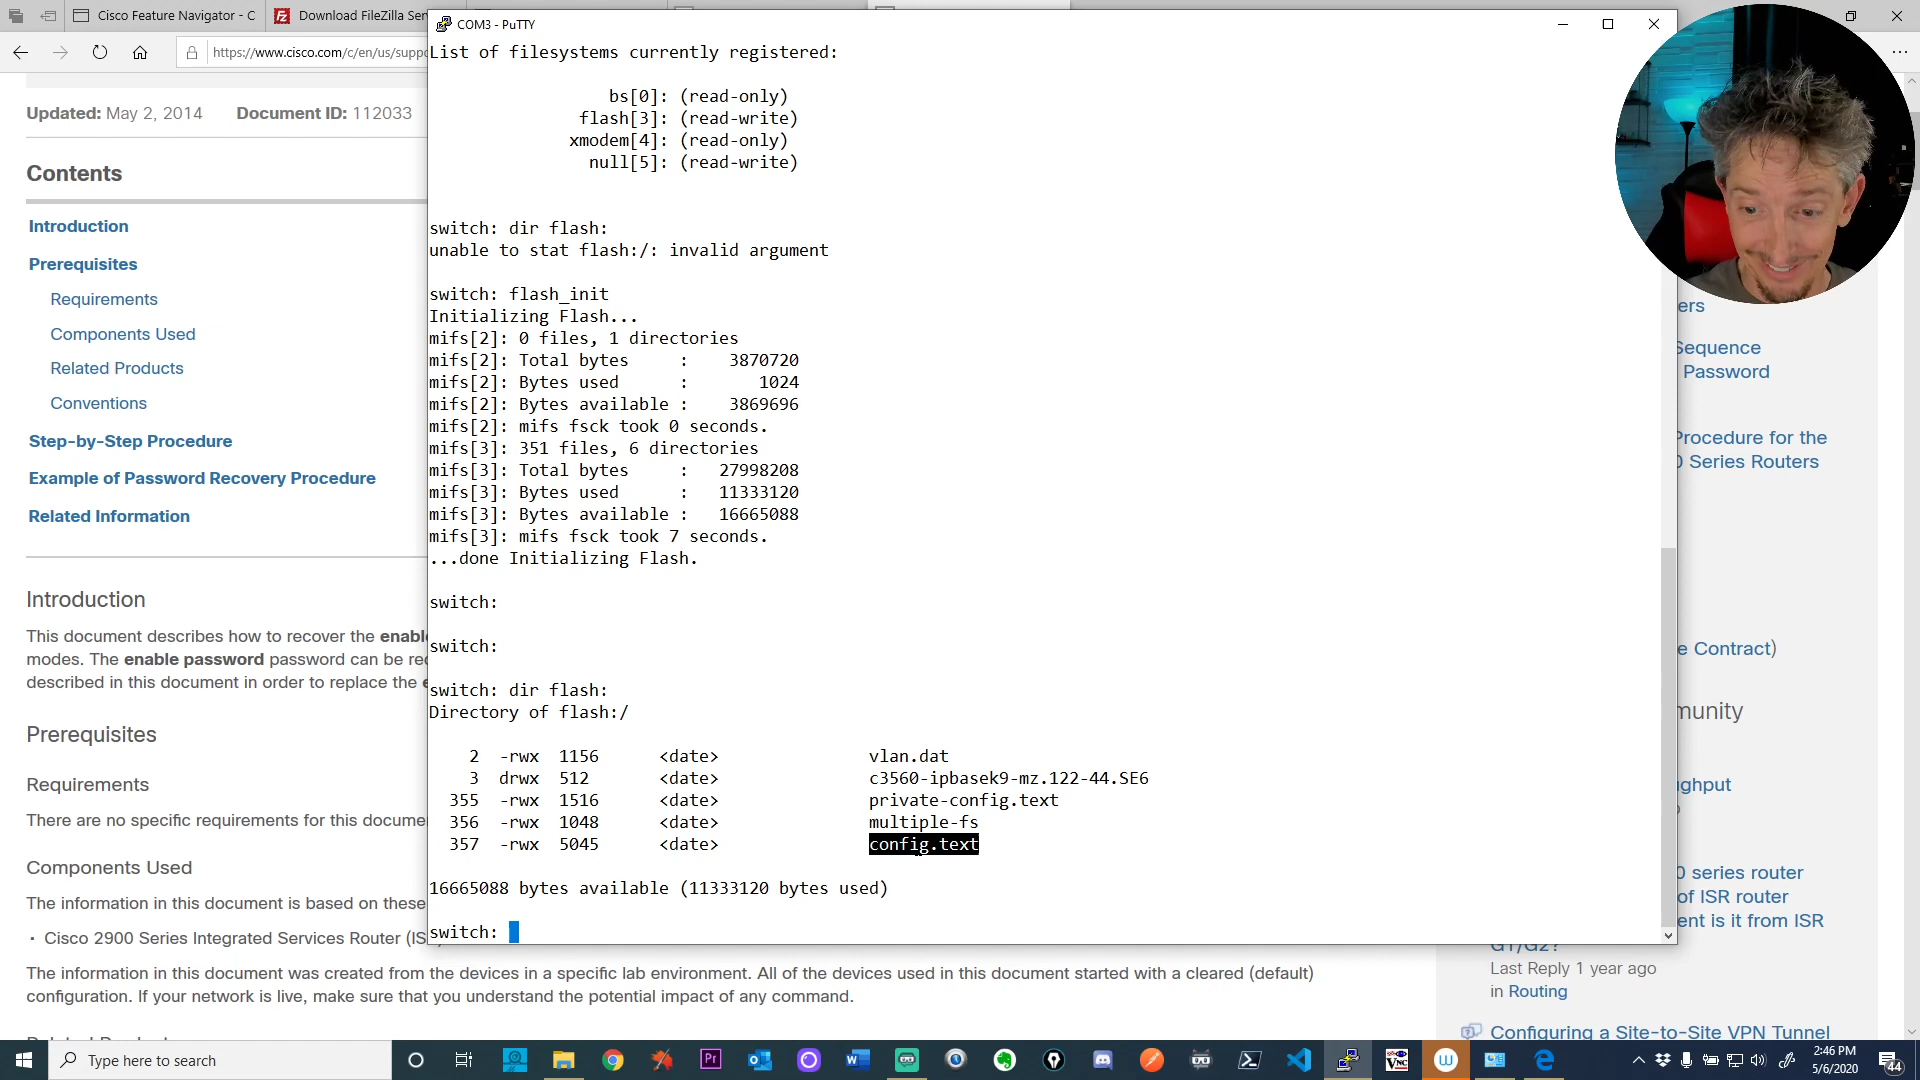 Cisco Feature Navigator - C
Download FileZilla Ser
https://www.cisco.com/c/en/us/suppo
COM3 - PuTTY
Updated: May 2, 2014 Document ID: 112033
Contents
Introduction
Prerequisites
Requirements
Components Used
Related Products
Conventions
Step-by-Step Procedure
Example of Password Recovery Procedure
Related Information
Introduction
This document describes how to recover the enable
modes. The enable password password can be rec
described in this document in order to replace the e
Prerequisites
Requirements
There are no specific requirements for this docume
Components Used
The information in this document is based on these
· Cisco 2900 Series Integrated Services Router (IS
The information in this document was created from the devices in a specific lab environment. All of the devices used in this document started with a cleared (default)
configuration. If your network is live, make sure that you understand the potential impact of any command.
List of filesystems currently registered:
bs[0]: (read-only)
flash[3]: (read-write)
xmodem[4]: (read-only)
null[5]: (read-write)
switch: dir flash:
unable to stat flash:/: invalid argument
switch: flash_init
Initializing Flash...
mifs[2]: 0 files, 1 directories
mifs[2]: Total bytes : 3870720
mifs[2]: Bytes used : 1024
mifs[2]: Bytes available : 3869696
mifs[2]: mifs fsck took 0 seconds.
mifs[3]: 351 files, 6 directories
mifs[3]: Total bytes : 27998208
mifs[3]: Bytes used : 11333120
mifs[3]: Bytes available : 16665088
mifs[3]: mifs fsck took 7 seconds.
...done Initializing Flash.
switch:
switch:
switch: dir flash:
Directory of flash:/
2 -rwx 1156 <date> vlan.dat
3 drwx 512 <date> c3560-ipbasek9-mz.122-44.SE6
355 -rwx 1516 <date> private-config.text
356 -rwx 1048 <date> multiple-fs
357 -rwx 5045 <date> config.text
16665088 bytes available (11333120 bytes used)
switch:
ers
Sequence
Password
Procedure for the
0 Series Routers
e Contract)
munity
ughput
0 series router
of ISR router
ent is it from ISR
G1/G2?
Last Reply 1 year ago
in Routing
Configuring a Site-to-Site VPN Tunnel
Type here to search
Pr
2:46 PM
5/6/2020
44